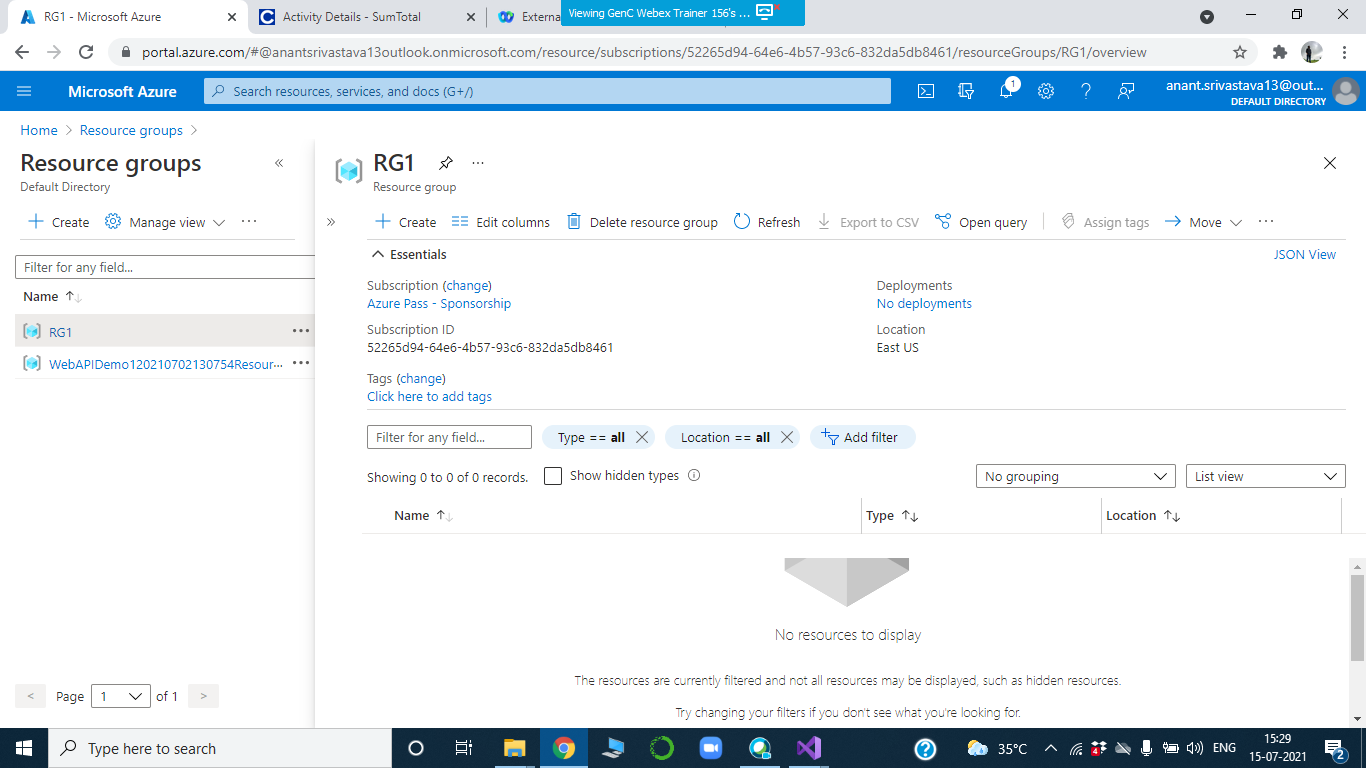 RG1 - Microsoft Azure
Activity Details - SumTotal
Externa
Viewing GenC Webex Trainer 156's ...
portal.azure.com/#@anantsrivastava13outlook.onmicrosoft.com/resource/subscriptions/52265d94-64e6-4b57-93c6-832da5db8461/resourceGroups/RG1/overview
Microsoft Azure
Search resources, services, and docs (G+/)
1
anant.srivastava13@out...
DEFAULT DIRECTORY
Home > Resource groups >
Resource groups
«
Default Directory
Create
Manage view
...
Filter for any field...
Name
RG1
...
WebAPIDemo120210702130754Resour...
...
< Page 1 of 1 >
RG1
...
Resource group
»
Create
Edit columns
Delete resource group
Refresh
Export to CSV
Open query
Assign tags
Move
...
Essentials
JSON View
Subscription (change)
Azure Pass - Sponsorship
Subscription ID
52265d94-64e6-4b57-93c6-832da5db8461
Tags (change)
Click here to add tags
Deployments
No deployments
Location
East US
Filter for any field...
Type == all
Location == all
Add filter
Showing 0 to 0 of 0 records.
Show hidden types
No grouping
List view
Name
Type
Location
No resources to display
The resources are currently filtered and not all resources may be displayed, such as hidden resources.
Try changing your filters if you don't see what you're looking for.
Type here to search
35°C
4
ENG
15:29
15-07-2021
2